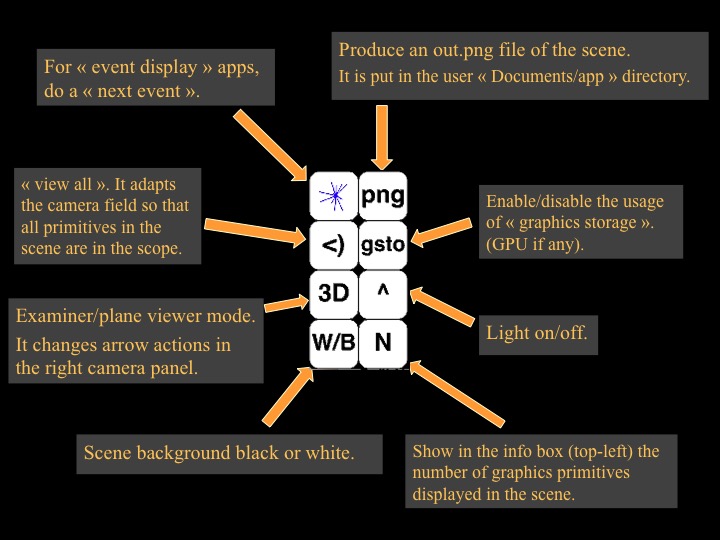 For « event display » apps,
do a « next event ».
Produce an out.png file of the scene.
It is put in the user « Documents/app » directory.
« view all ». It adapts
the camera field so that
all primitives in the
scene are in the scope.
png
<) gsto
3D ^
W/B N
Enable/disable the usage
of « graphics storage ».
(GPU if any).
Examiner/plane viewer mode.
It changes arrow actions in
the right camera panel.
Light on/off.
Scene background black or white.
Show in the info box (top-left) the
number of graphics primitives
displayed in the scene.